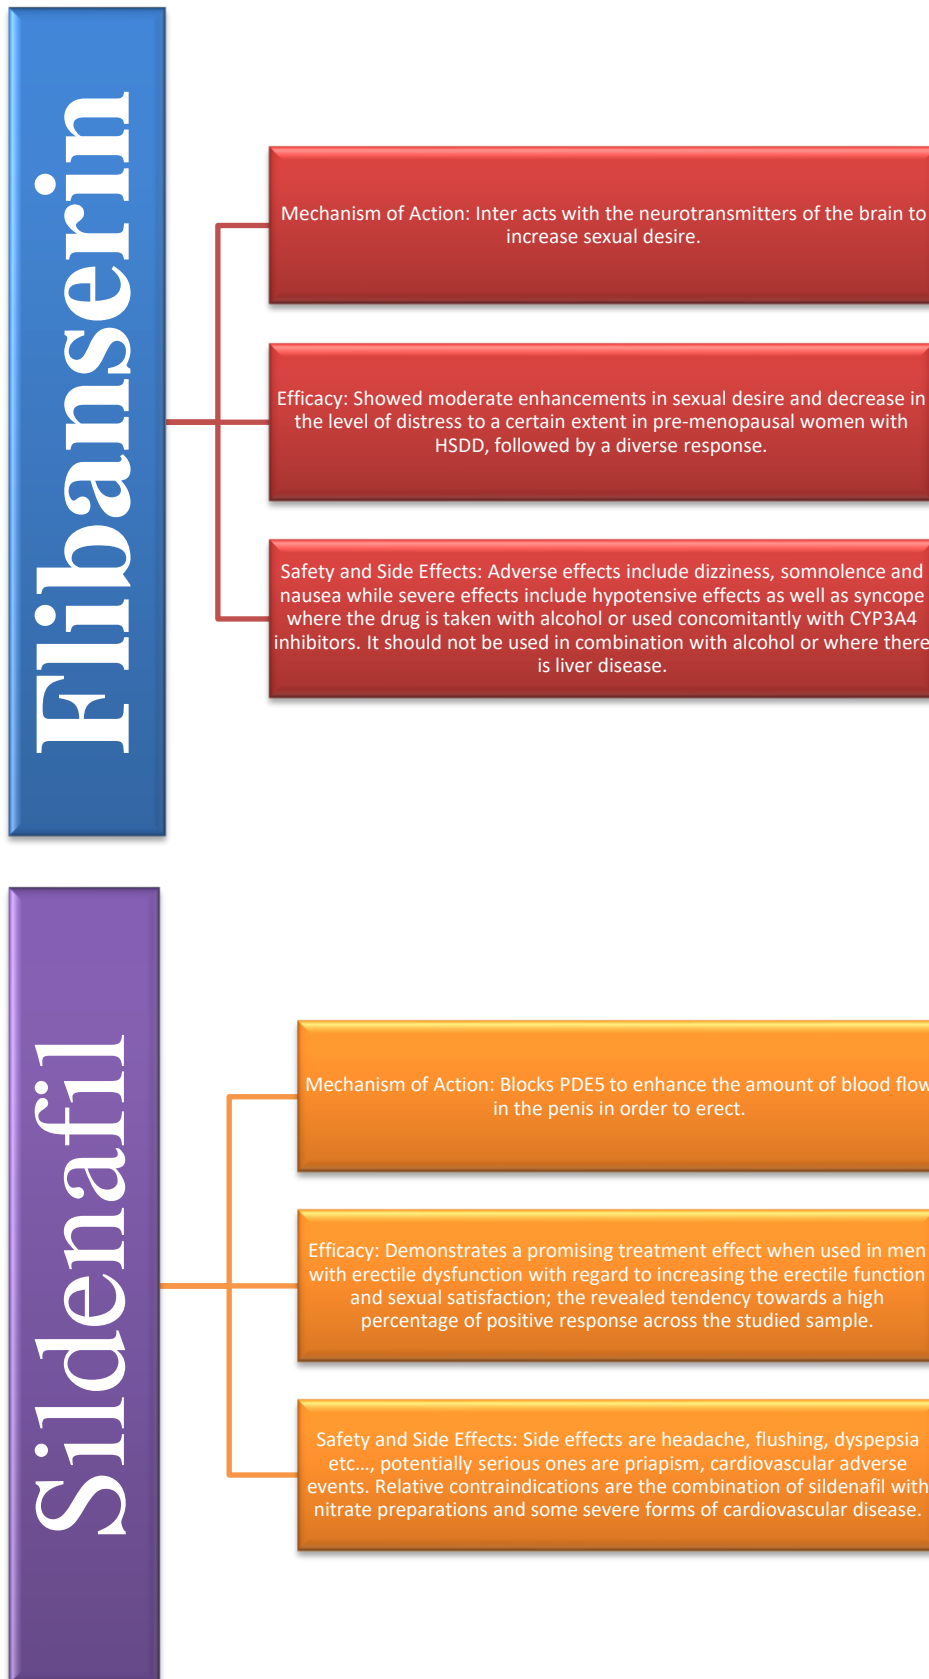 Flibanserin
Mechanism of Action: Inter acts with the neurotransmitters of the brain to
increase sexual desire.
Efficacy: Showed moderate enhancements in sexual desire and decrease in
the level of distress to a certain extent in pre-menopausal women with
HSDD, followed by a diverse response.
Safety and Side Effects: Adverse effects include dizziness, somnolence and
nausea while severe effects include hypotensive effects as well as syncope
where the drug is taken with alcohol or used concomitantly with CYP3A4
inhibitors. It should not be used in combination with alcohol or where there
is liver disease.
Sildenafil
Mechanism of Action: Blocks PDE5 to enhance the amount of blood flow
in the penis in order to erect.
Efficacy: Demonstrates a promising treatment effect when used in men
with erectile dysfunction with regard to increasing the erectile function
and sexual satisfaction; the revealed tendency towards a high
percentage of positive response across the studied sample.
Safety and Side Effects: Side effects are headache, flushing, dyspepsia
etc..., potentially serious ones are priapism, cardiovascular adverse
events. Relative contraindications are the combination of sildenafil with
nitrate preparations and some severe forms of cardiovascular disease.